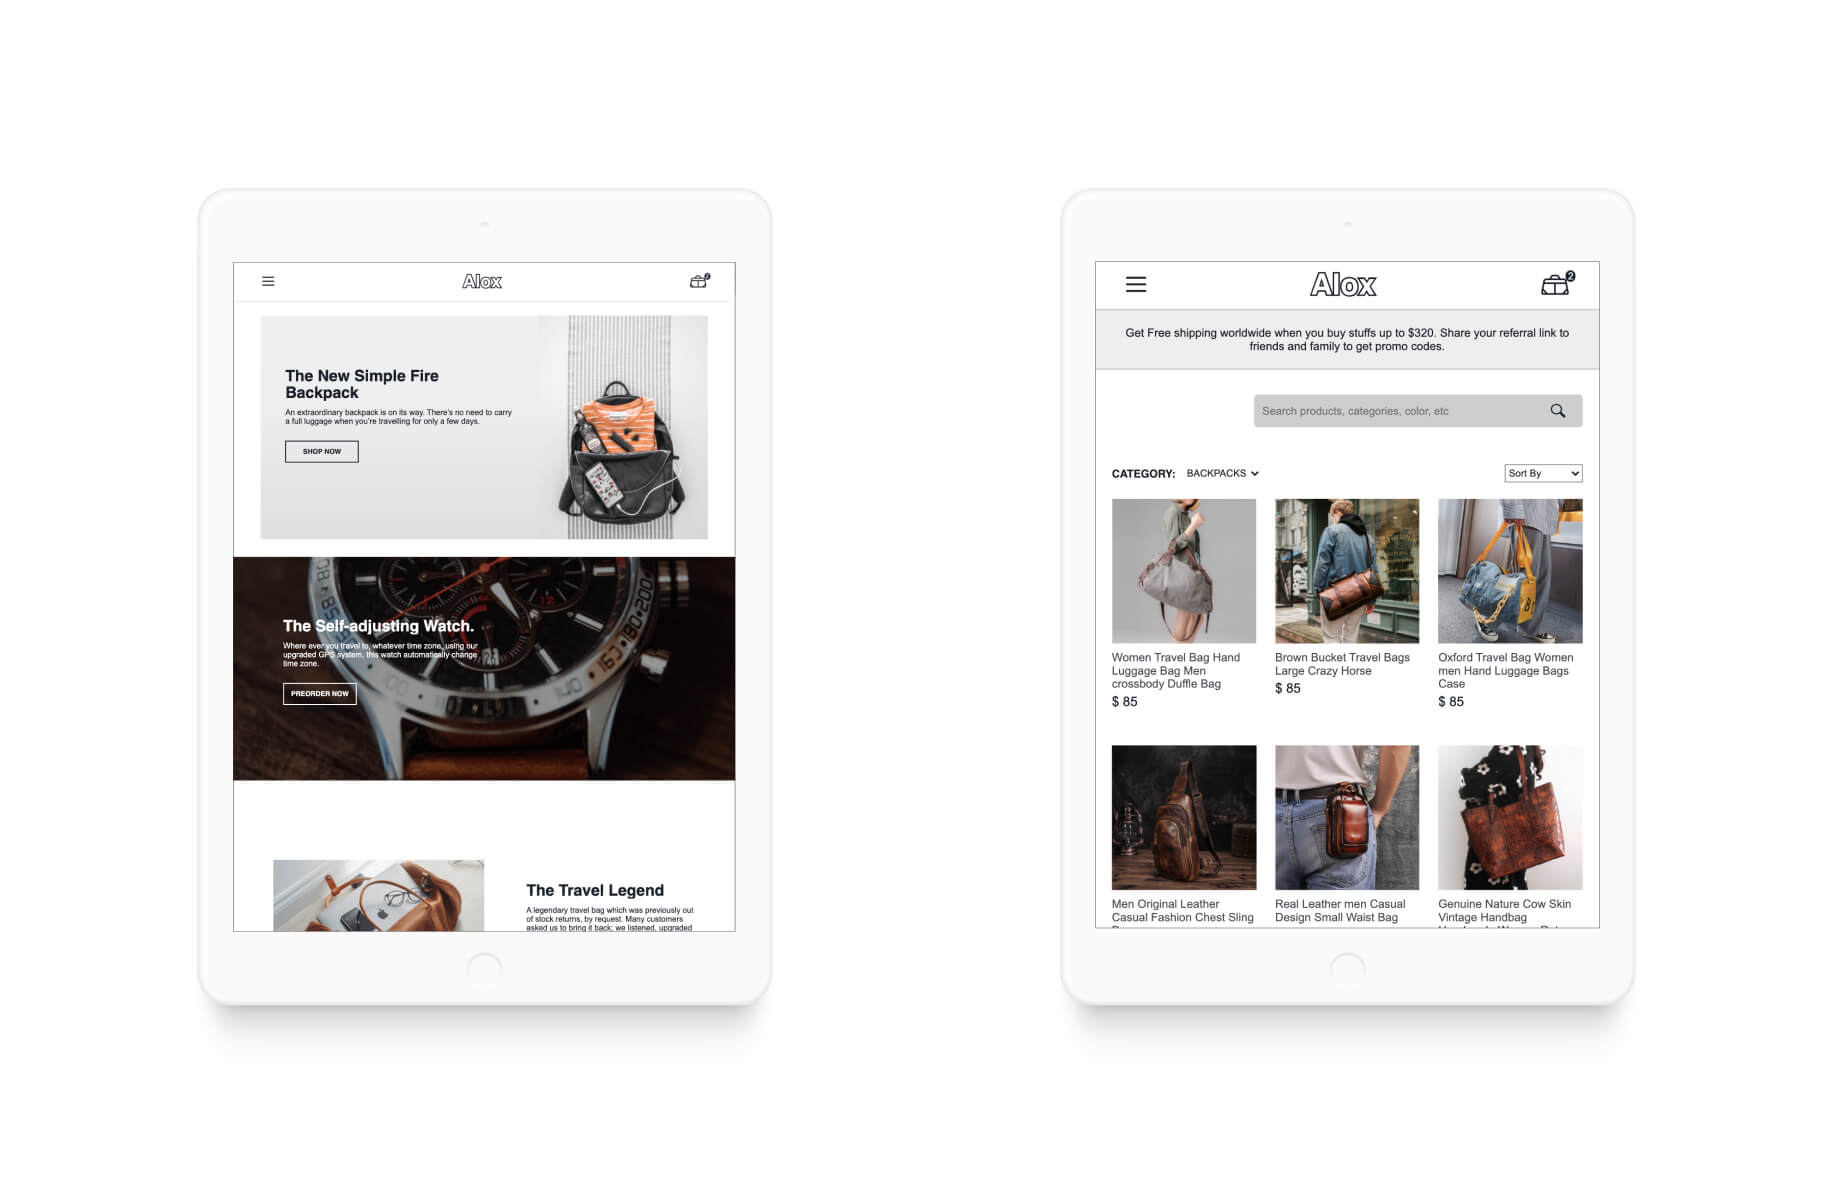 Alox
2
The New Simple Fire
Backpack
An extraordinary backpack is on its way. There's no need to carry
a full luggage when you're travelling for only a few days.
SHOP NOW
The Self-adjusting Watch.
Where ever you travel to, whatever time zone, using our
upgraded GPS system, this watch automatically change
time zone.
PREORDER NOW
The Travel Legend
A legendary travel bag which was previously out
of stock returns, by request. Many customers
asked us to bring it back; we listened, upgraded
Alox
2
Get Free shipping worldwide when you buy stuffs up to $320. Share your referral link to
friends and family to get promo codes.
Search products, categories, color, etc
CATEGORY: BACKPACKS
Sort By
Women Travel Bag Hand
Luggage Bag Men
crossbody Duffle Bag
$ 85
Brown Bucket Travel Bags
Large Crazy Horse
$ 85
Oxford Travel Bag Women
men Hand Luggage Bags
Case
$ 85
Men Original Leather
Casual Fashion Chest Sling
Real Leather men Casual
Design Small Waist Bag
Genuine Nature Cow Skin
Vintage Handbag